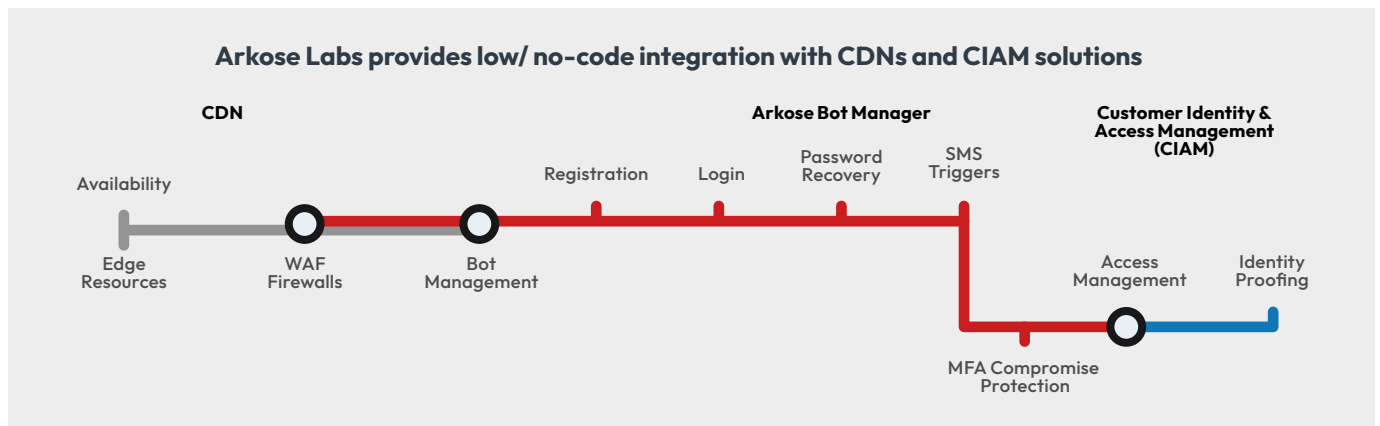 Arkose Labs provides low/ no-code integration with CDNs and CIAM solutions
CDN
Arkose Bot Manager
Customer Identity &
Access Management
(CIAM)
Availability
Registration
Login
Password
Recovery
SMS
Triggers
Edge
Resources
WAF
Firewalls
Bot
Management
Access
Management
Identity
Proofing
MFA Compromise
Protection